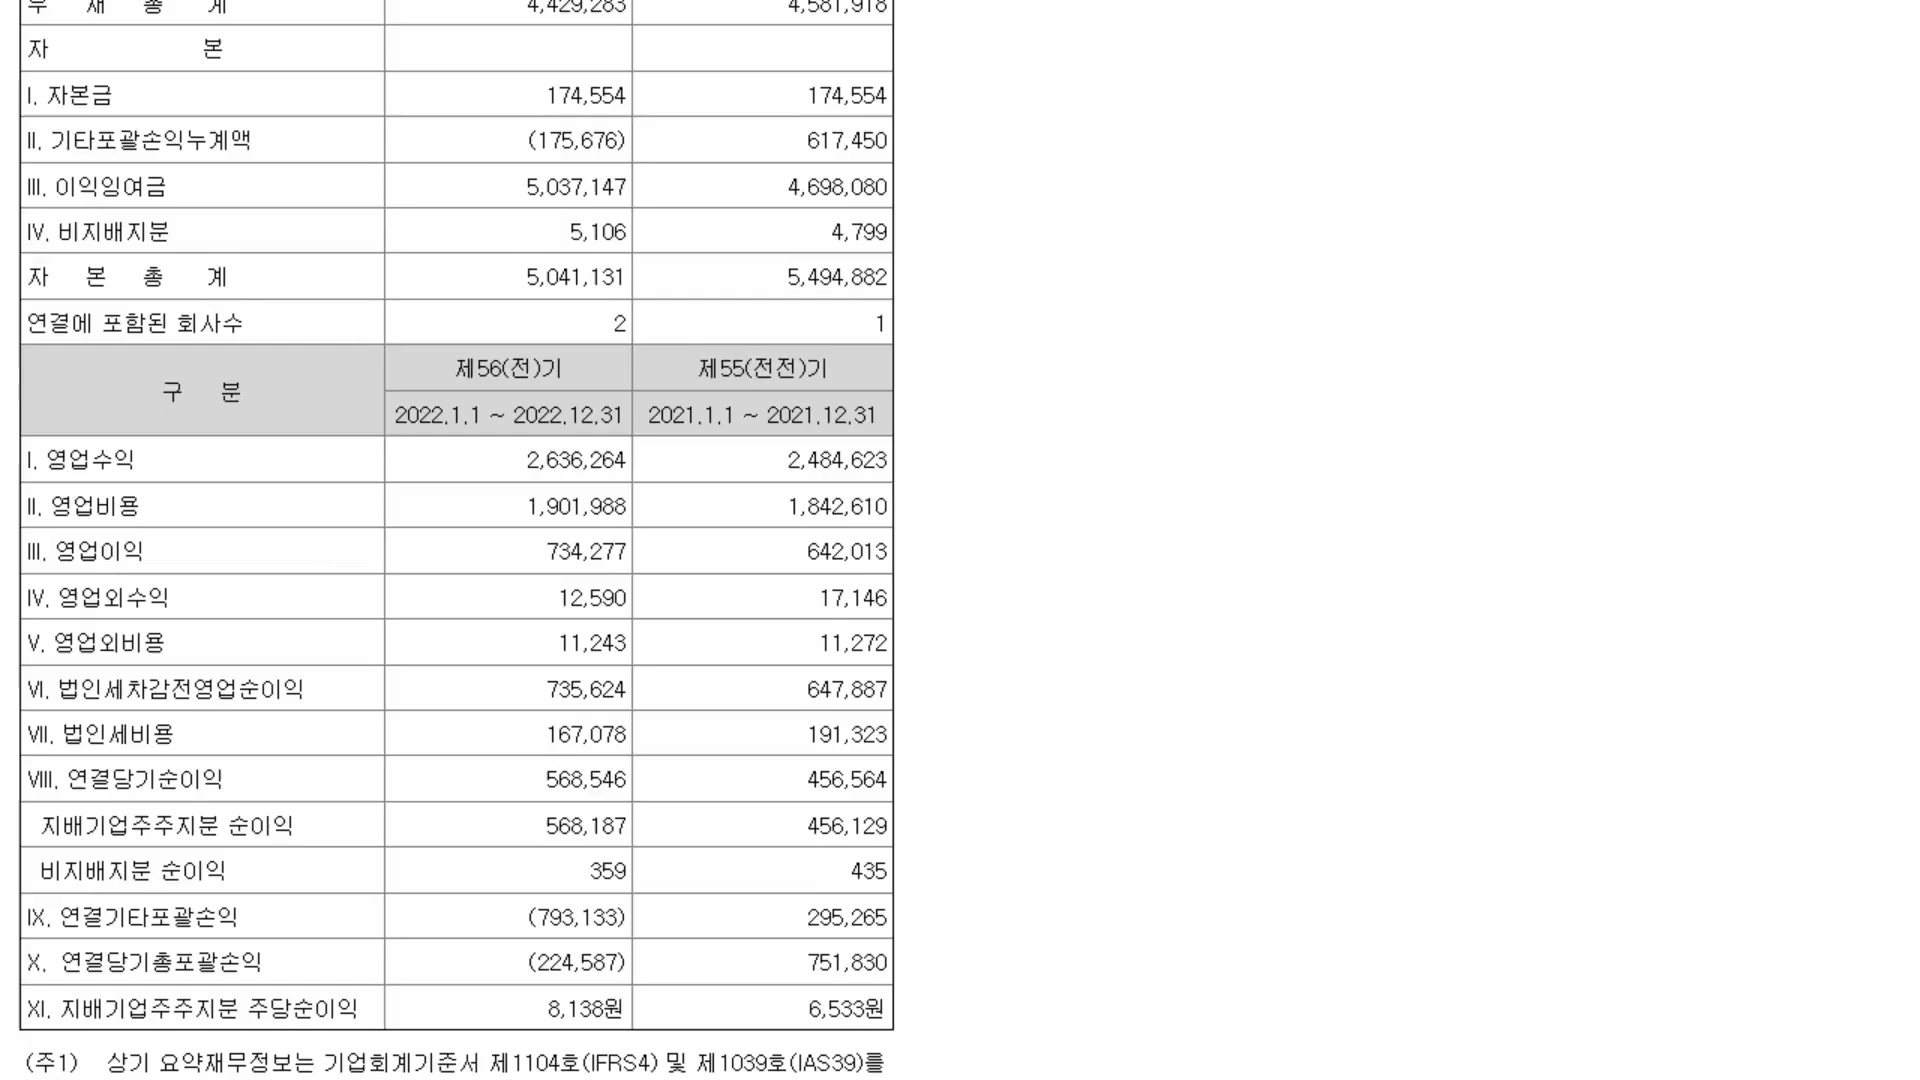 부 채 총 계 4,429,283 4,581,918
자 본
I. 자본금 174,554 174,554
II. 기타포괄손익누계액 (175,676) 617,450
III. 이익잉여금 5,037,147 4,698,080
IV. 비지배지분 5,106 4,799
자 본 총 계 5,041,131 5,494,882
연결에 포함된 회사수 2 1
구 분 제56(전)기 제55(전전)기
2022.1.1 ~ 2022.12.31 2021.1.1 ~ 2021.12.31
I. 영업수익 2,636,264 2,484,623
II. 영업비용 1,901,988 1,842,610
III. 영업이익 734,277 642,013
IV. 영업외수익 12,590 17,146
V. 영업외비용 11,243 11,272
VI. 법인세차감전영업순이익 735,624 647,887
VII. 법인세비용 167,078 191,323
VIII. 연결당기순이익 568,546 456,564
지배기업주주지분 순이익 568,187 456,129
비지배지분 순이익 359 435
IX. 연결기타포괄손익 (793,133) 295,265
X. 연결당기총포괄손익 (224,587) 751,830
XI. 지배기업주주지분 주당순이익 8,138원 6,533원
(주1) 상기 요약재무정보는 기업회계기준서 제1104호(IFRS4) 및 제1039호(IAS39)를